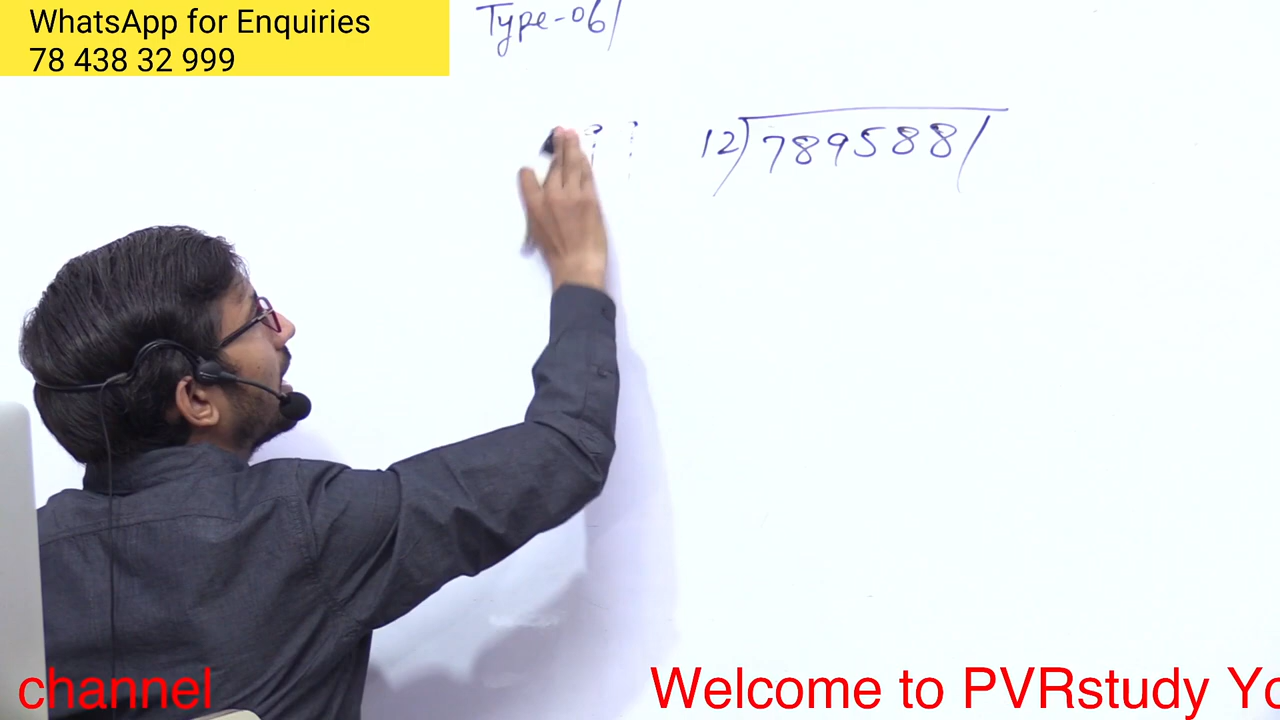 WhatsApp for Enquiries
78 438 32 999
Type-06/
12)789588/
channel
Welcome to PVRstudy Yo